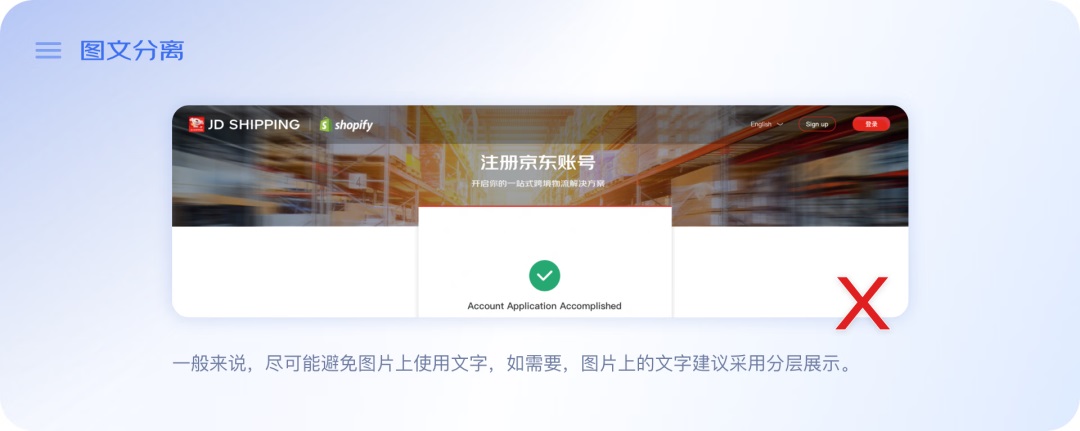 图文分离
JD SHIPPING shopify English Sign up 登录
注册京东账号
开启你的一站式跨境物流解决方案
Account Application Accomplished
X
一般来说，尽可能避免图片上使用文字，如需要，图片上的文字建议采用分层展示。